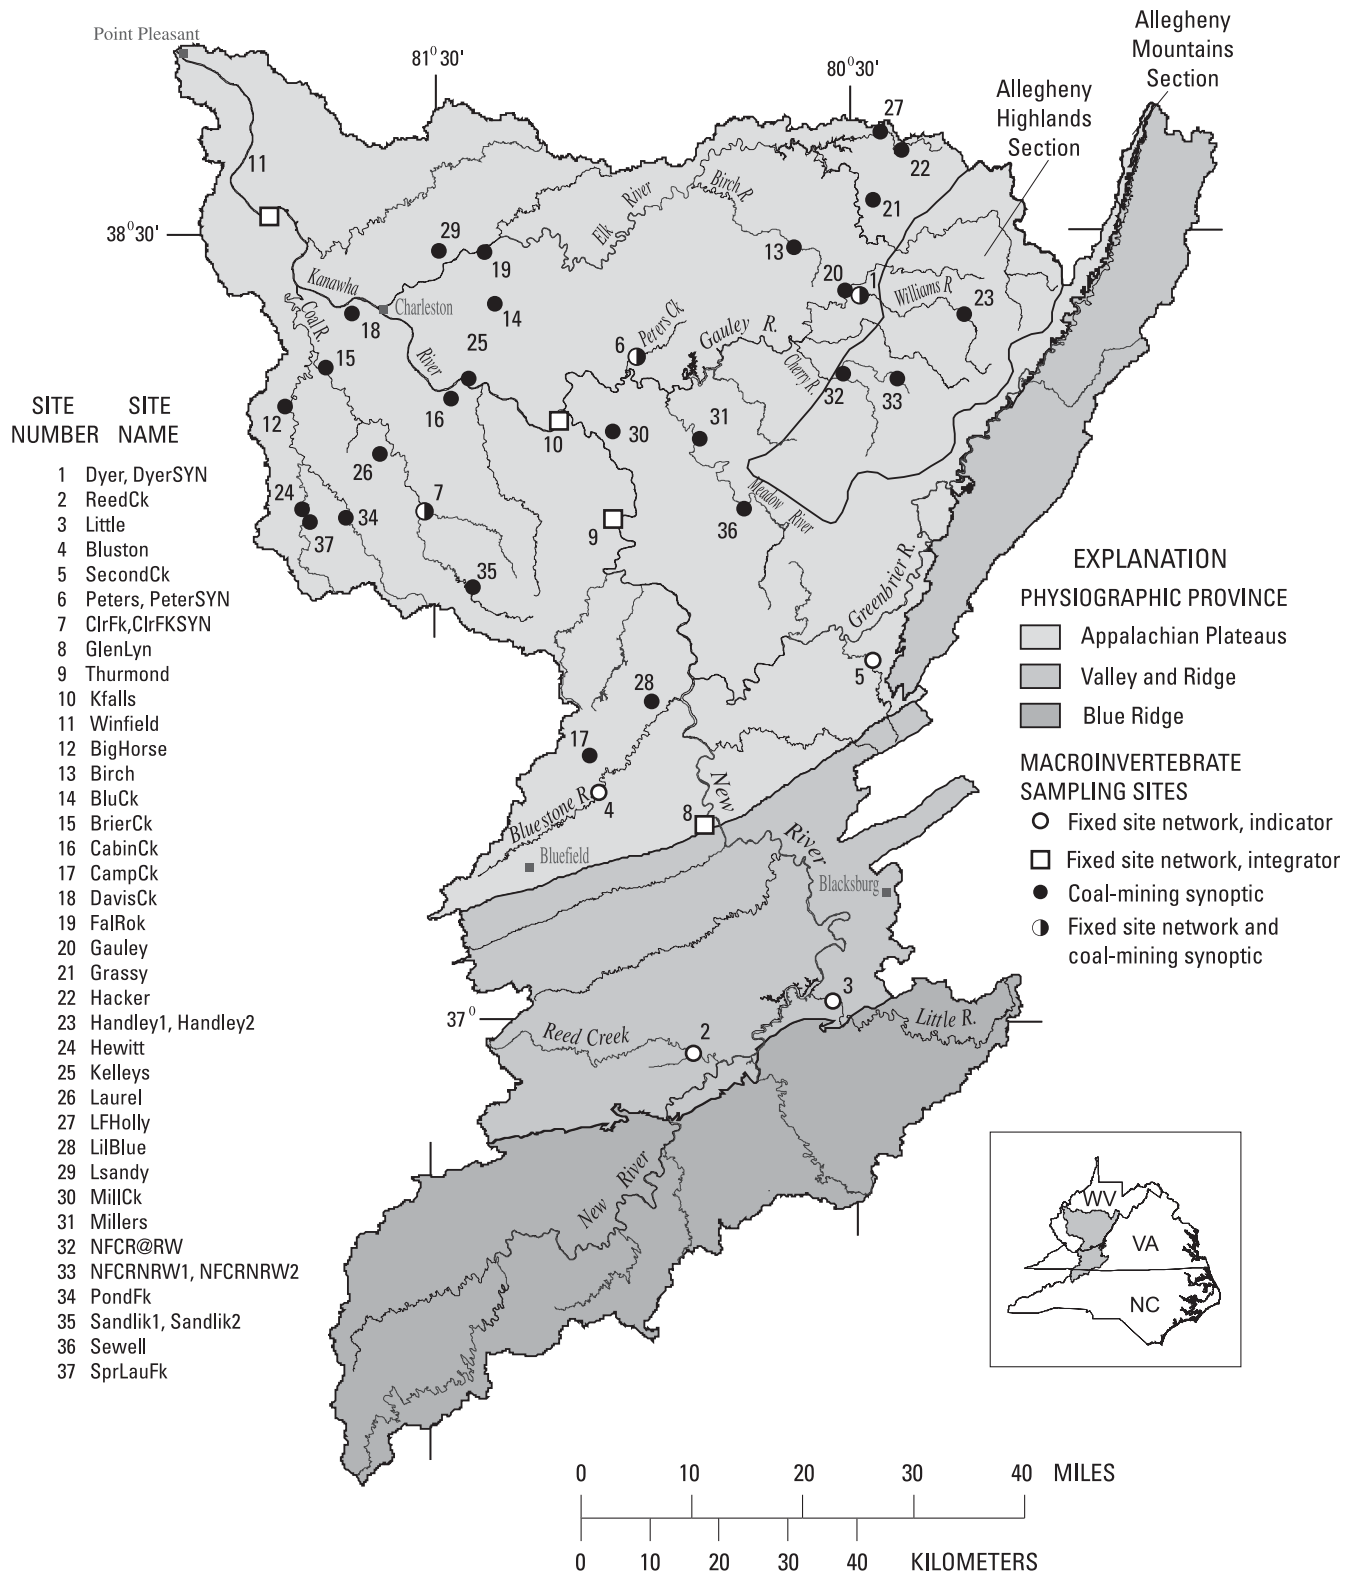 Point Pleasant
81° 30'
80° 30'
Allegheny
Mountains
Section
Allegheny
Highlands
Section
27
22
21
11
Birch R.
River
Elk
38° 30'
29
19
13
20
1
Williams R
23
Kanawha
Charleston
18
14
Coal R.
River
25
6
Peters Ck
Gauley R.
Cherry R.
15
16
32
33
12
10
30
31
26
24
7
34
37
9
Meadow
River
36
35
Greenbrier R.
5
28
17
4
Bluestone R.
8
New
River
Bluefield
Blacksburg
3
Little R.
37°
Reed Creek
2
New River
SITE SITE
NUMBER NAME
1 Dyer, DyerSYN
2 ReedCk
3 Little
4 Bluston
5 SecondCk
6 Peters, PeterSYN
7 ClrFk,ClrFKSYN
8 GlenLyn
9 Thurmond
10 Kfalls
11 Winfield
12 BigHorse
13 Birch
14 BluCk
15 BrierCk
16 CabinCk
17 CampCk
18 DavisCk
19 FalRok
20 Gauley
21 Grassy
22 Hacker
23 Handley1, Handley2
24 Hewitt
25 Kelleys
26 Laurel
27 LFHolly
28 LilBlue
29 Lsandy
30 MillCk
31 Millers
32 NFCR@RW
33 NFCRNRW1, NFCRNRW2
34 PondFk
35 Sandlik1, Sandlik2
36 Sewell
37 SprLauFk
EXPLANATION
PHYSIOGRAPHIC PROVINCE
Appalachian Plateaus
Valley and Ridge
Blue Ridge
MACROINVERTEBRATE
SAMPLING SITES
Fixed site network, indicator
Fixed site network, integrator
Coal-mining synoptic
Fixed site network and
coal-mining synoptic
WV
VA
NC
0 10 20 30 40 MILES
0 10 20 30 40 KILOMETERS